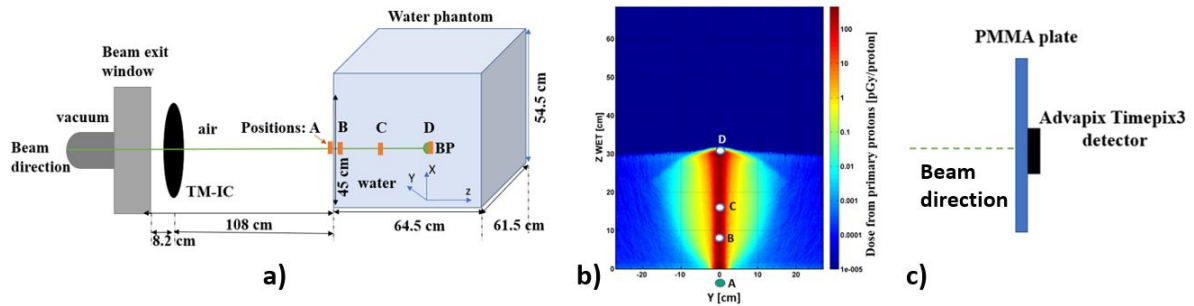 Water phantom
Beam exit
window
vacuum
air
Positions: A
B
C
D
BP
Beam
direction
TM-IC
45 cm
water
X
Y
z
54.5 cm
8.2 cm
108 cm
64.5 cm
61.5 cm
a)
60
50
40
30
20
10
0
Z WET [cm]
D
C
B
A
-20
-10
0
10
20
Y [cm]
100
10
1
0.1
0.01
0.001
0.0001
1e-005
Dose from primary protons [pGy/proton]
b)
PMMA plate
Advapix Timepix3
detector
Beam
direction
c)